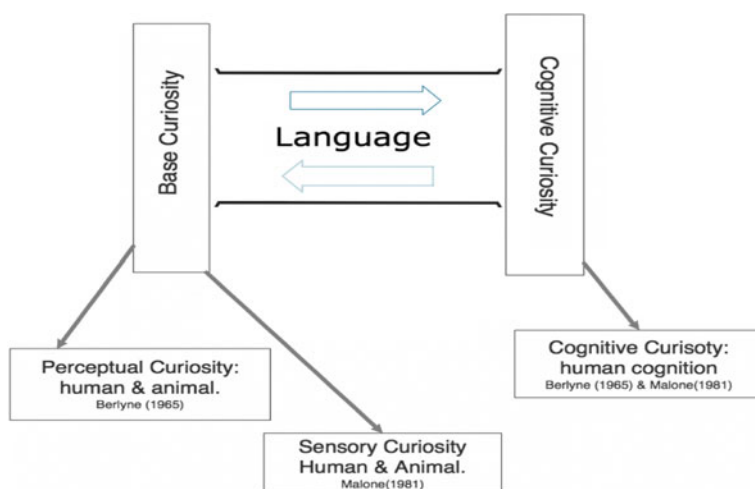 Base Curiosity
Language
Cognitive Curiosity
Perceptual Curiosity:
human & animal.
Berlyne (1965)
Sensory Curiosity
Human & Animal.
Malone(1981)
Cognitive Curisoty:
human cognition
Berlyne (1965) & Malone(1981)